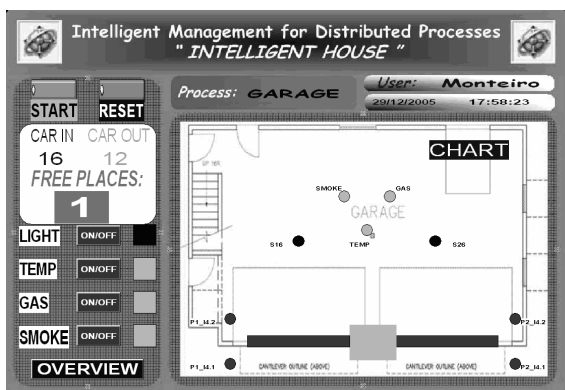 Intelligent Management for Distributed Processes
" INTELLIGENT HOUSE "
START RESET
CAR IN CAR OUT
16 12
FREE PLACES:
1
LIGHT ON/OFF
TEMP ON/OFF
GAS ON/OFF
SMOKE ON/OFF
OVERVIEW
Process: GARAGE
User: Monteiro
29/12/2005 17:58:23
UP 16R
CHART
SMOKE GAS
GARAGE
S16 TEMP S26
P1_I4.2 P2_I4.2
P1_I4.1 CANTILEVER OUTLINE (ABOVE) CANTILEVER OUTLINE (ABOVE) P2_I4.1